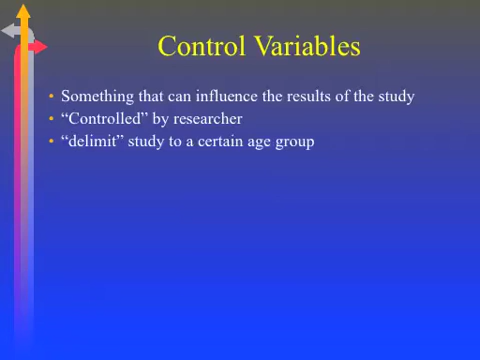 Control Variables
• Something that can influence the results of the study
• “Controlled” by researcher
• “delimit” study to a certain age group